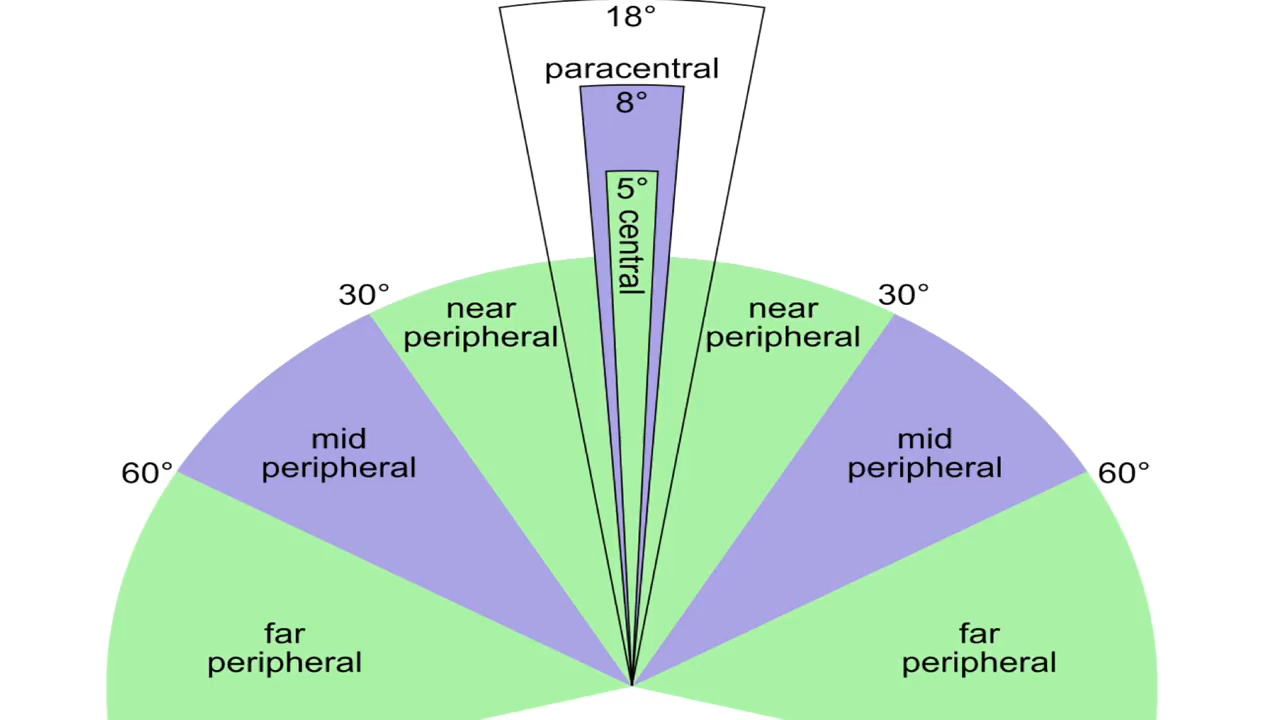 18°
paracentral
8°
5° central
30°
30°
near
peripheral
near
peripheral
mid
peripheral
mid
peripheral
60°
60°
far
peripheral
far
peripheral